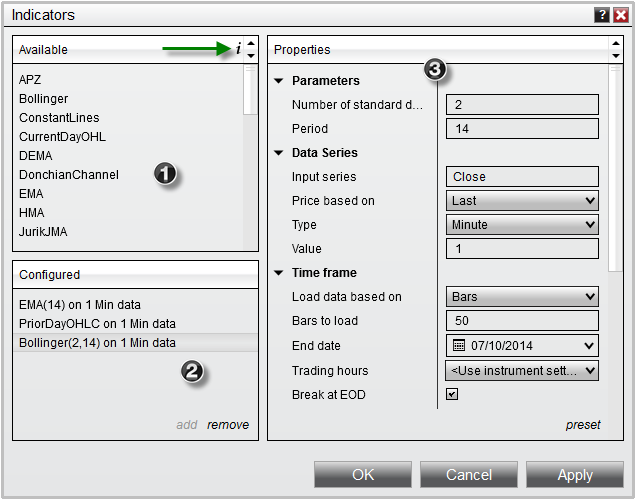 Indicators
? X
Available i
APZ
Bollinger
ConstantLines
CurrentDayOHL
DEMA
DonchianChannel
EMA
HMA
JurikJMA
1
Configured
EMA(14) on 1 Min data
PriorDayOHLC on 1 Min data
Bollinger(2,14) on 1 Min data
2
add remove
Properties
3
Parameters
Number of standard d... 2
Period 14
Data Series
Input series Close
Price based on Last
Type Minute
Value 1
Time frame
Load data based on Bars
Bars to load 50
End date 07/10/2014
Trading hours <Use instrument sett...
Break at EOD
preset
OK Cancel Apply